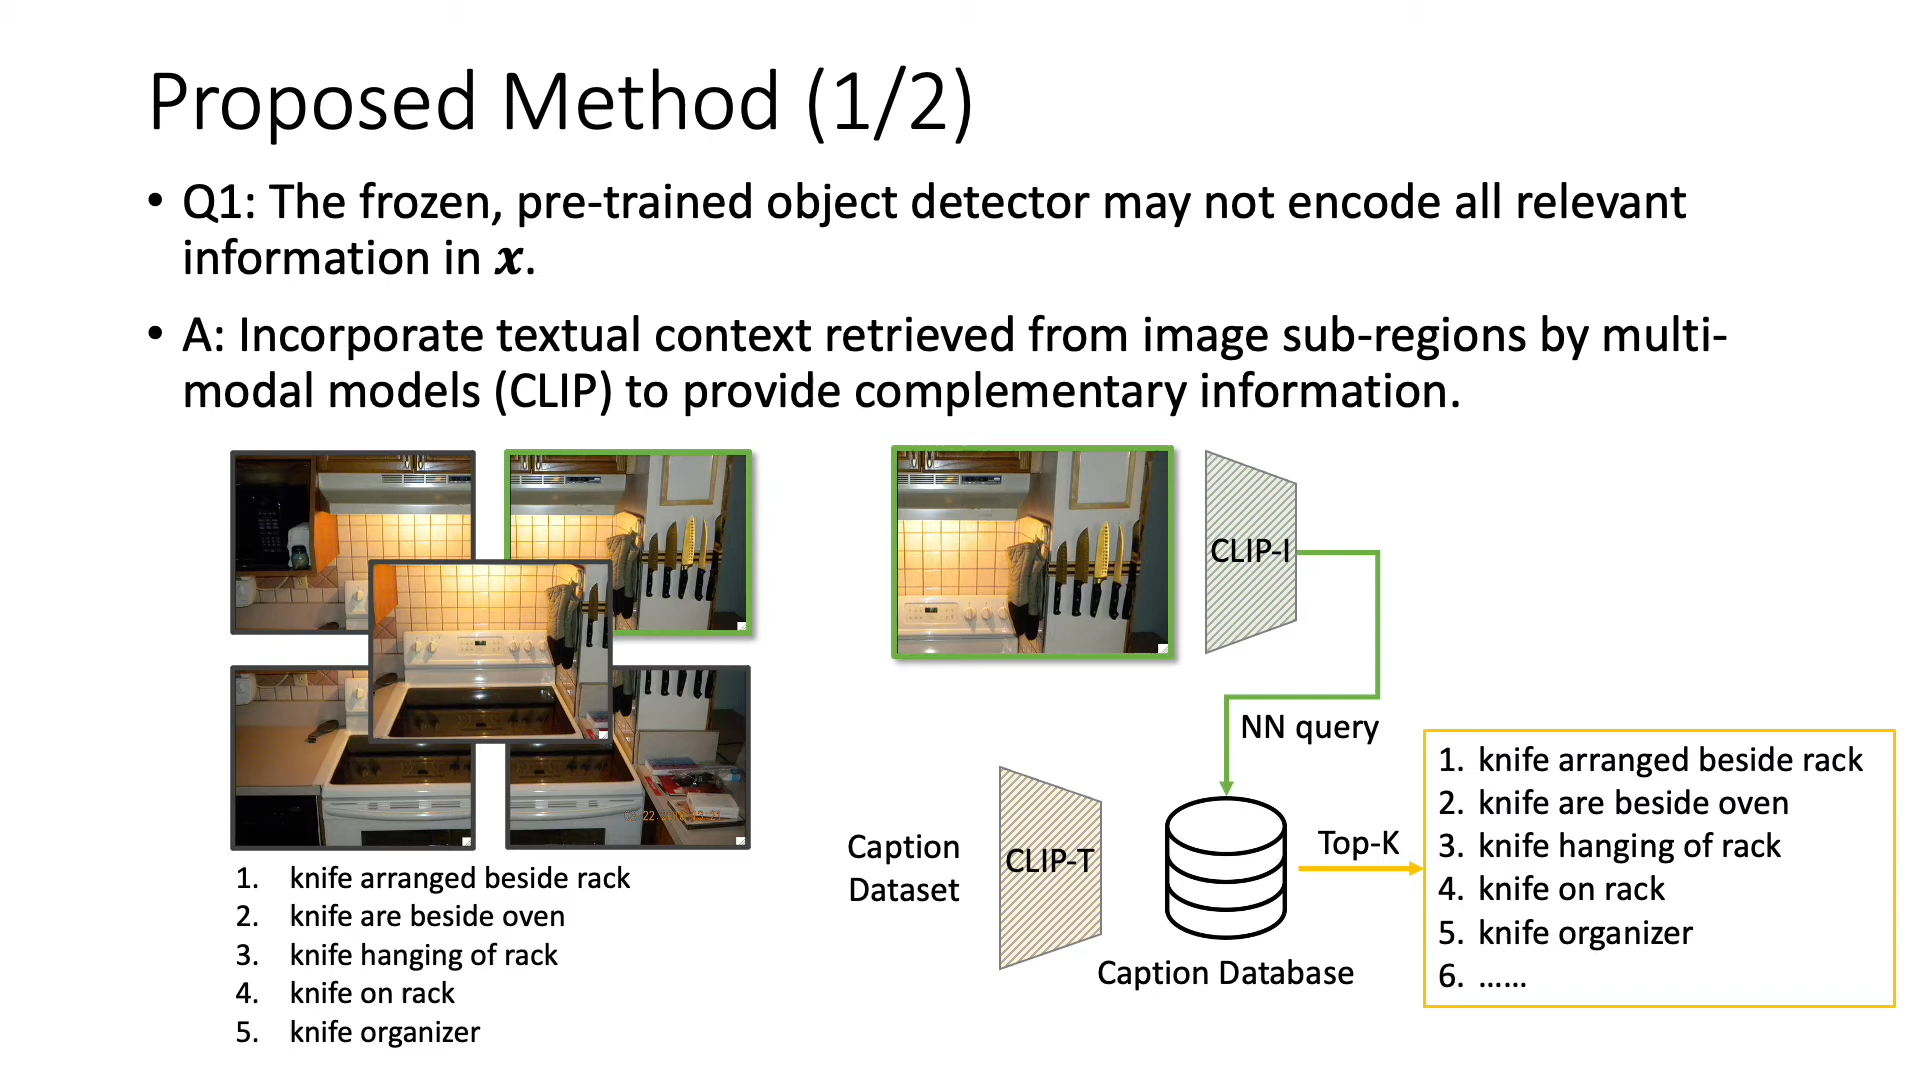 Proposed Method (1/2)
• Q1: The frozen, pre-trained object detector may not encode all relevant
information in x.
• A: Incorporate textual context retrieved from image sub-regions by multi-
modal models (CLIP) to provide complementary information.
1. knife arranged beside rack
2. knife are beside oven
3. knife hanging of rack
4. knife on rack
5. knife organizer
CLIP-I
NN query
Caption
Dataset
CLIP-T
Caption Database
Top-K
1. knife arranged beside rack
2. knife are beside oven
3. knife hanging of rack
4. knife on rack
5. knife organizer
6. ......